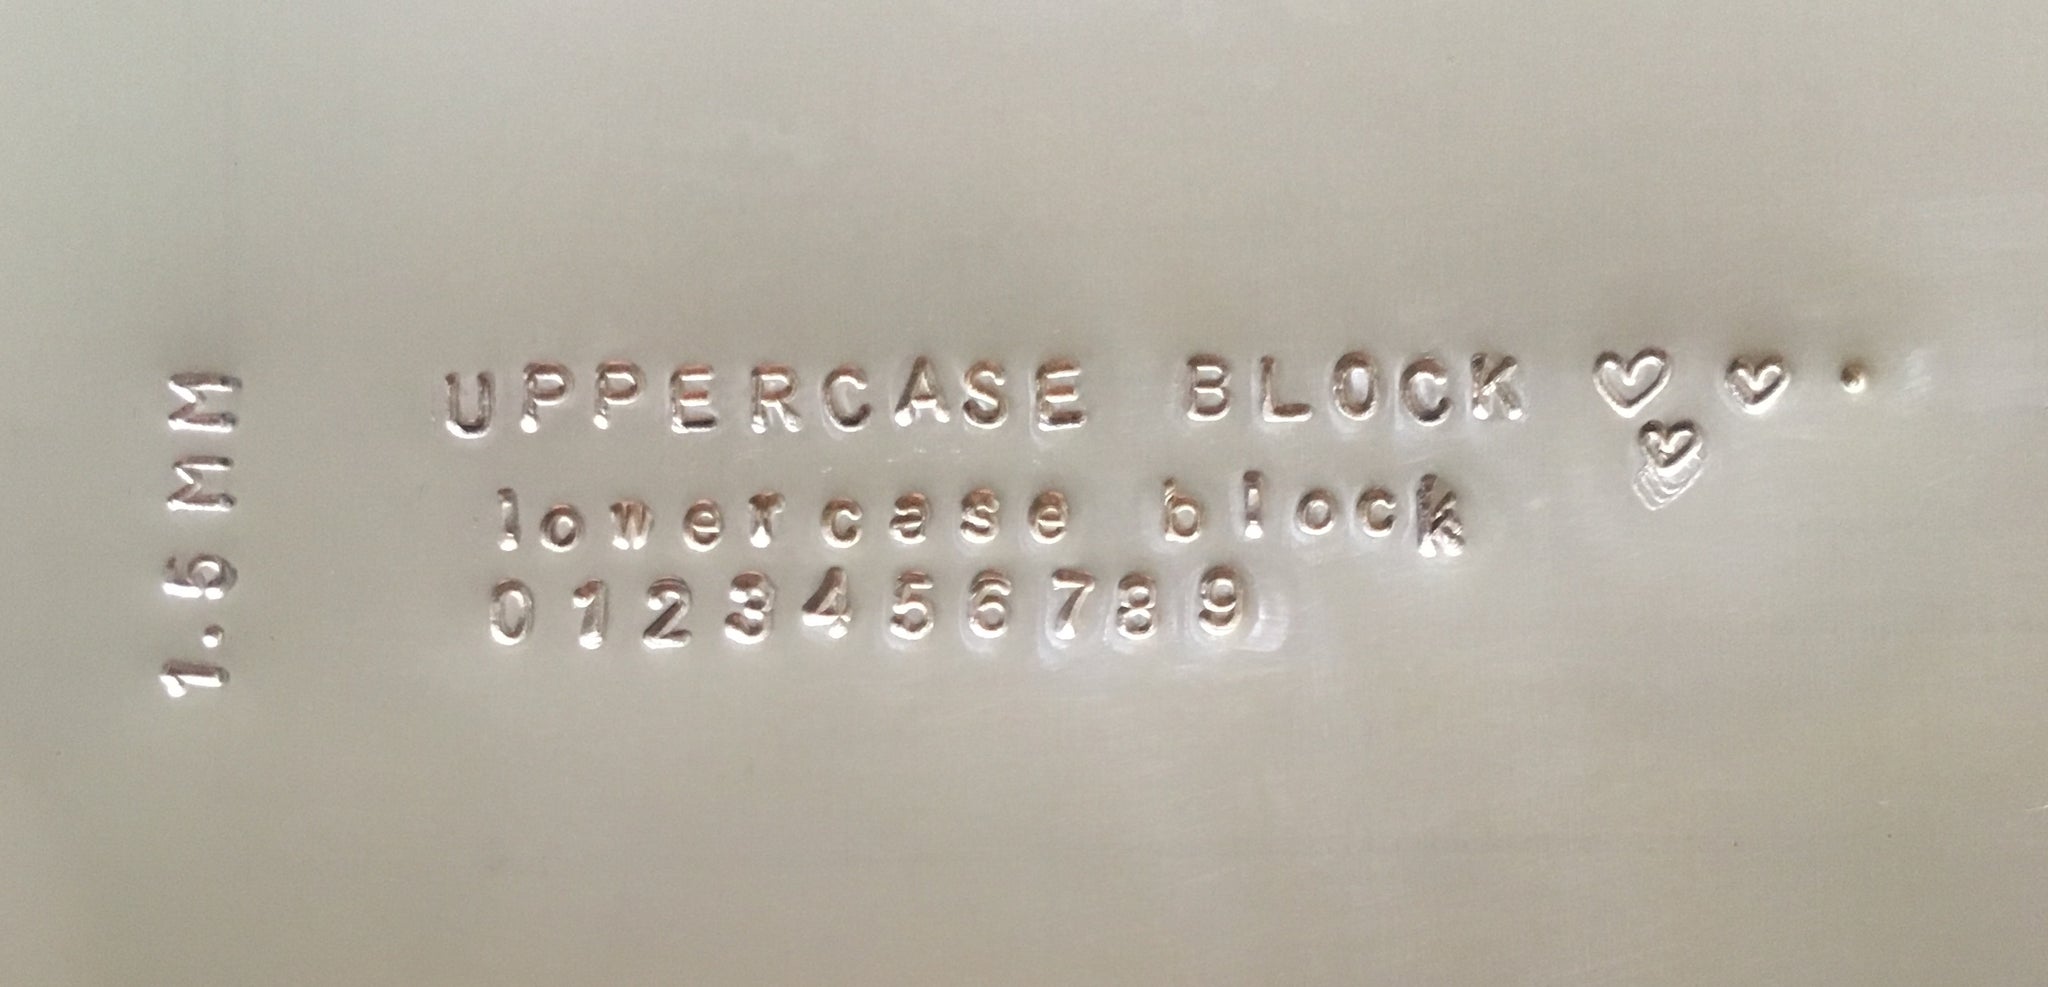 1.5 MM
UPPERCASE BLOCK ♡ ♡ .
♡
lowercase block
0123456789